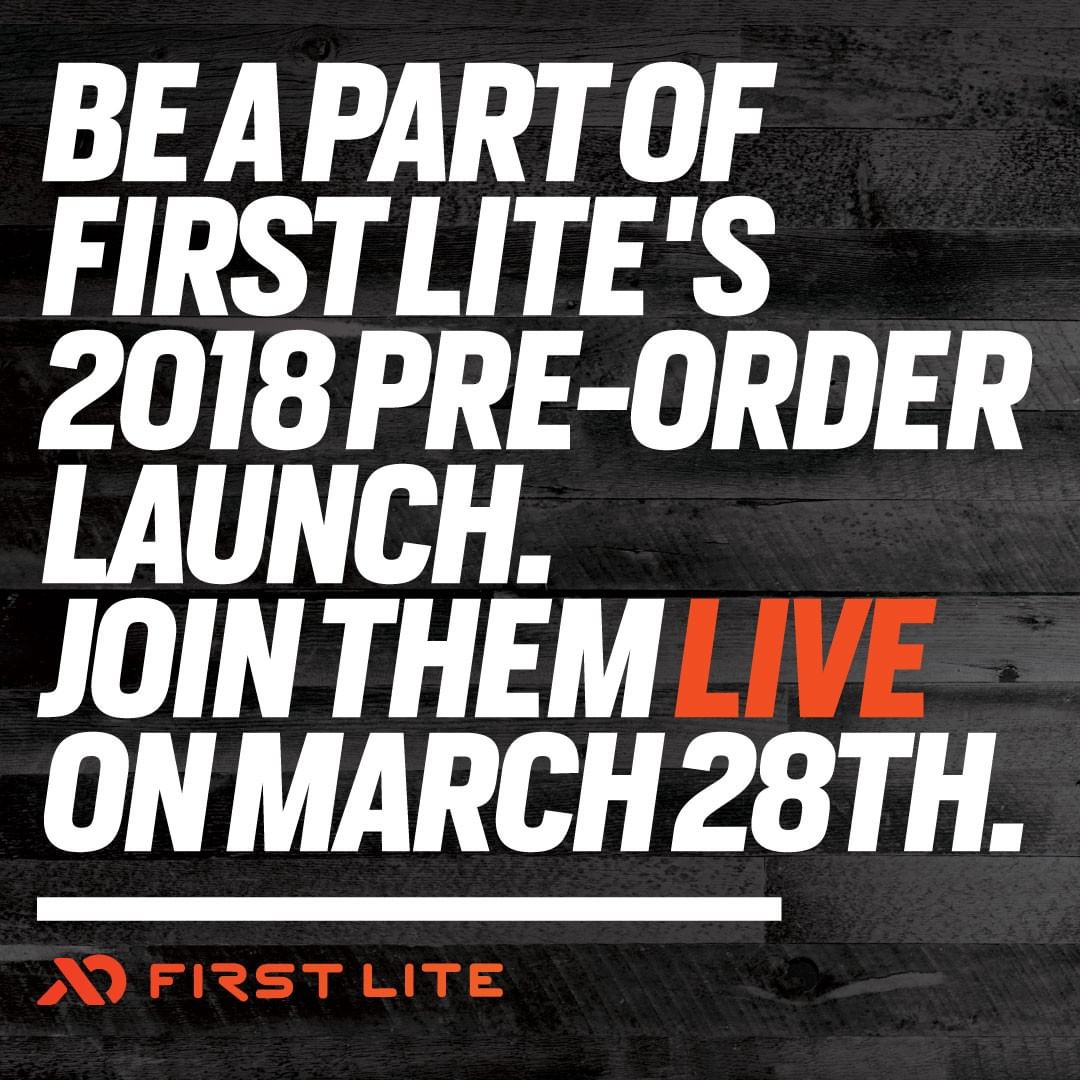 BE A PART OF
FIRST LITE'S
2018 PRE-ORDER
LAUNCH.
JOIN THEM LIVE
ON MARCH 28TH.
FIRST LITE